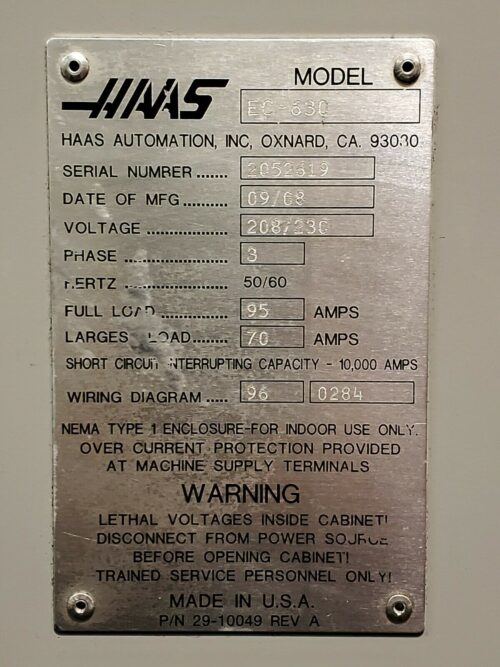 HAAS
MODEL
EC-630
HAAS AUTOMATION, INC, OXNARD, CA. 93030
SERIAL NUMBER ....... 2052619
DATE OF MFG .......... 09/08
VOLTAGE .................. 208/230
PHASE ...................... 3
HERTZ ...................... 50/60
FULL LOAD ............. 95 AMPS
LARGEST LOAD ........ 70 AMPS
SHORT CIRCUIT INTERRUPTING CAPACITY - 10,000 AMPS
WIRING DIAGRAM ..... 96 0284
NEMA TYPE 1 ENCLOSURE-FOR INDOOR USE ONLY.
OVER CURRENT PROTECTION PROVIDED
AT MACHINE SUPPLY TERMINALS
WARNING
LETHAL VOLTAGES INSIDE CABINET!
DISCONNECT FROM POWER SOURCE
BEFORE OPENING CABINET!
TRAINED SERVICE PERSONNEL ONLY!
MADE IN U.S.A.
P/N 29-10049 REV A